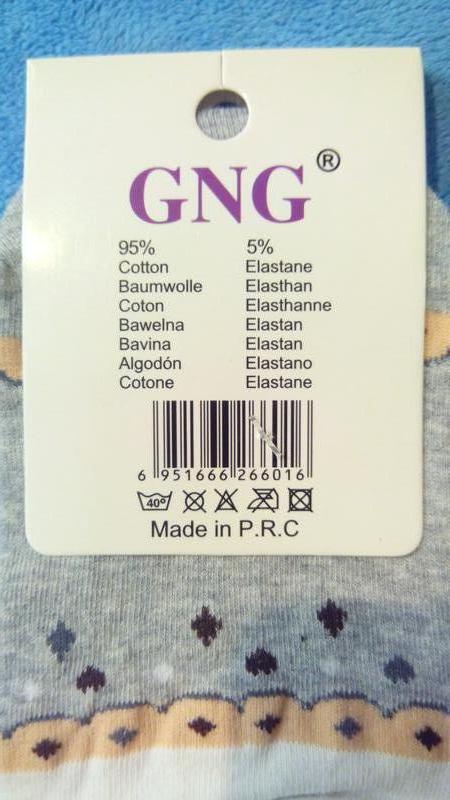 GNG®
95% 5%
Cotton Elastane
Baumwolle Elasthan
Coton Elasthanne
Bawelna Elastan
Bavina Elastan
Algodón Elastano
Cotone Elastane
6 951666 266016
40°
Made in P.R.C